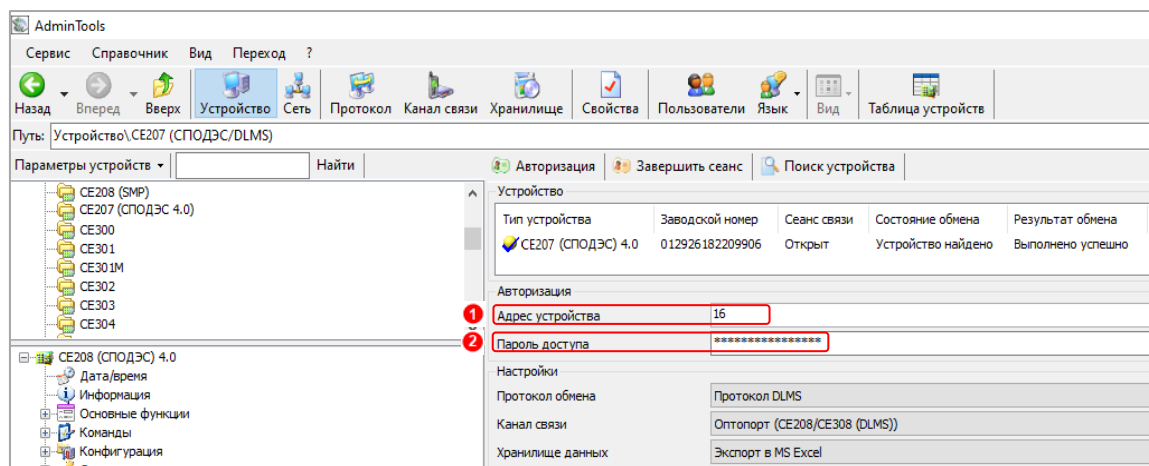 AdminTools
Сервис Справочник Вид Переход ?
Назад Вперед Вверх Устройство Сеть Протокол Канал связи Хранилище Свойства Пользователи Язык Вид Таблица устройств
Путь: Устройство\CE207 (СПОДЭС/DLMS)
Параметры устройств Найти Авторизация Завершить сеанс Поиск устройства
CE208 (SMP)
CE207 (СПОДЭС 4.0)
CE300
CE301
CE301M
CE302
CE303
CE304
Устройство
Тип устройства Заводской номер Сеанс связи Состояние обмена Результат обмена
CE207 (СПОДЭС) 4.0 012926182209906 Открыт Устройство найдено Выполнено успешно
Авторизация
1 Адрес устройства 16
2 Пароль доступа ****************
CE208 (СПОДЭС) 4.0
Дата/время
Информация
Основные функции
Команды
Конфигурация
Настройки
Протокол обмена Протокол DLMS
Канал связи Оптопорт (CE208/CE308 (DLMS))
Хранилище данных Экспорт в MS Excel